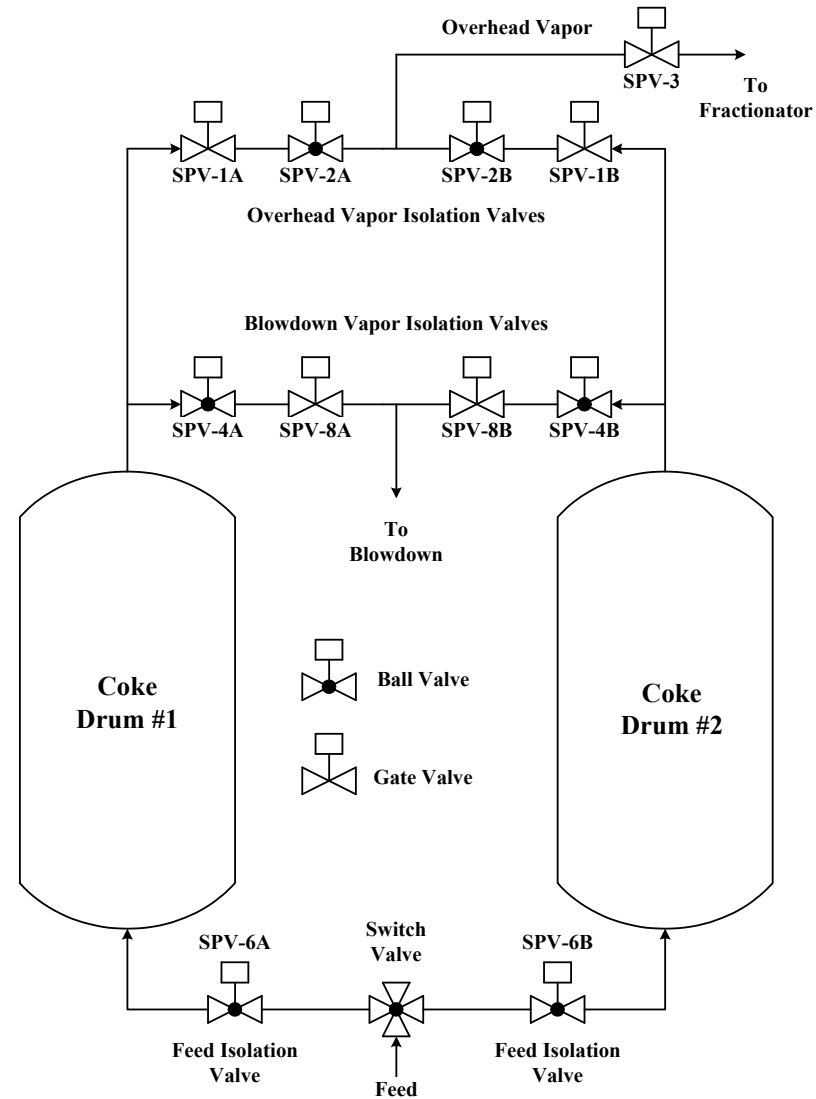 Overhead Vapor
SPV-3
To
Fractionator
SPV-1A
SPV-2A
SPV-2B
SPV-1B
Overhead Vapor Isolation Valves
Blowdown Vapor Isolation Valves
SPV-4A
SPV-8A
SPV-8B
SPV-4B
To
Blowdown
Coke
Drum #1
Ball Valve
Gate Valve
Coke
Drum #2
SPV-6A
Switch
Valve
SPV-6B
Feed Isolation
Valve
Feed
Feed Isolation
Valve